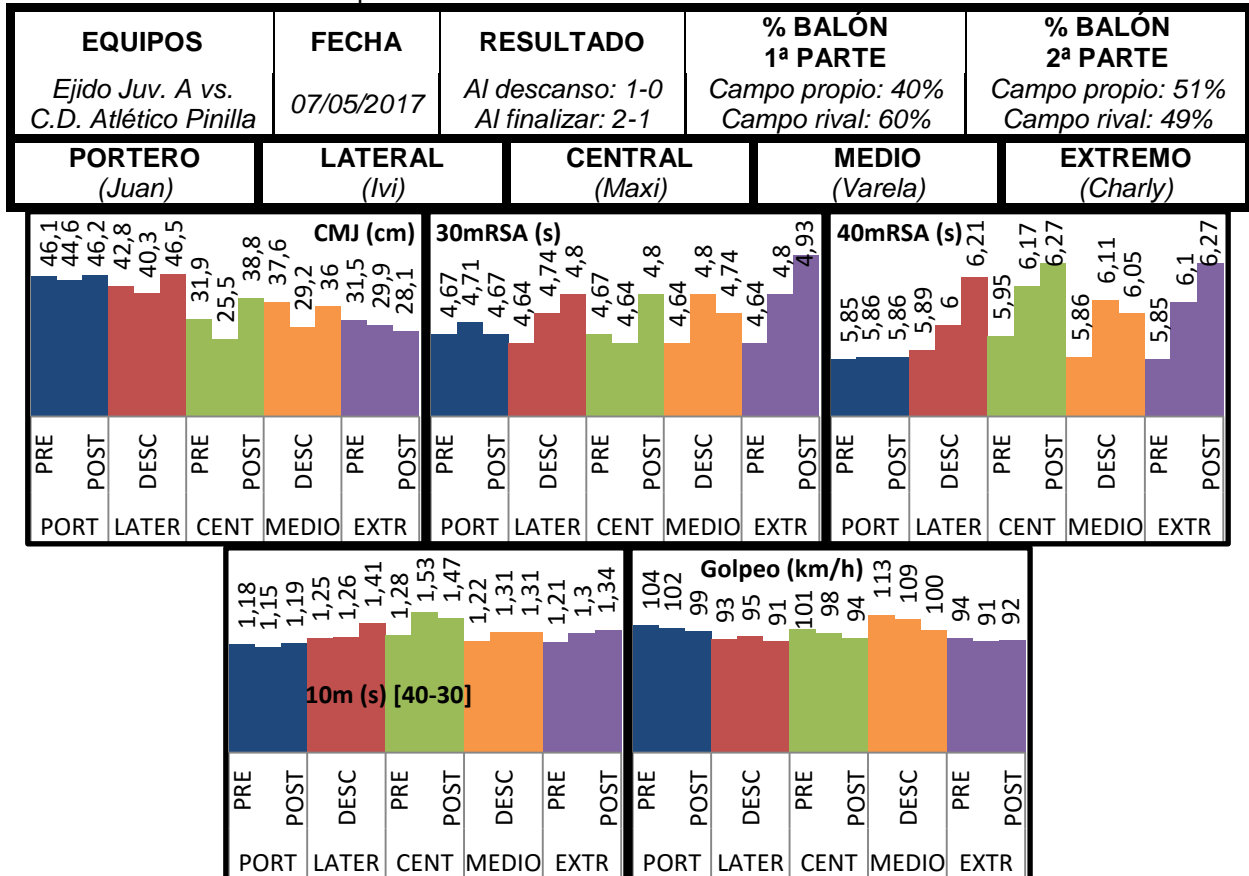 EQUIPOS FECHA RESULTADO % BALÓN 1ª PARTE % BALÓN 2ª PARTE
Ejido Juv. A vs. C.D. Atlético Pinilla 07/05/2017 Al descanso: 1-0 Al finalizar: 2-1 Campo propio: 40% Campo rival: 60% Campo propio: 51% Campo rival: 49%
PORTERO LATERAL CENTRAL MEDIO EXTREMO
(Juan) (Ivi) (Maxi) (Varela) (Charly)
CMJ (cm)
46,1 44,6 46,2 42,8 40,3 46,5 31,9 25,5 38,8 37,6 29,2 36 31,5 29,9 28,1
PRE POST DESC PRE POST DESC PRE POST
PORT LATER CENT MEDIO EXTR
30mRSA (s)
4,67 4,71 4,67 4,64 4,74 4,8 4,67 4,64 4,8 4,64 4,8 4,74 4,64 4,8 4,93
PRE POST DESC PRE POST DESC PRE POST
PORT LATER CENT MEDIO EXTR
40mRSA (s)
5,85 5,86 5,86 5,89 6 6,21 5,95 6,17 6,27 5,86 6,11 6,05 5,85 6,1 6,27
PRE POST DESC PRE POST DESC PRE POST
PORT LATER CENT MEDIO EXTR
10m (s) [40-30]
1,18 1,15 1,19 1,25 1,26 1,41 1,28 1,53 1,47 1,22 1,31 1,31 1,21 1,3 1,34
PRE POST DESC PRE POST DESC PRE POST
PORT LATER CENT MEDIO EXTR
Golpeo (km/h)
104 102 99 93 95 91 101 98 94 113 109 100 94 91 92
PRE POST DESC PRE POST DESC PRE POST
PORT LATER CENT MEDIO EXTR